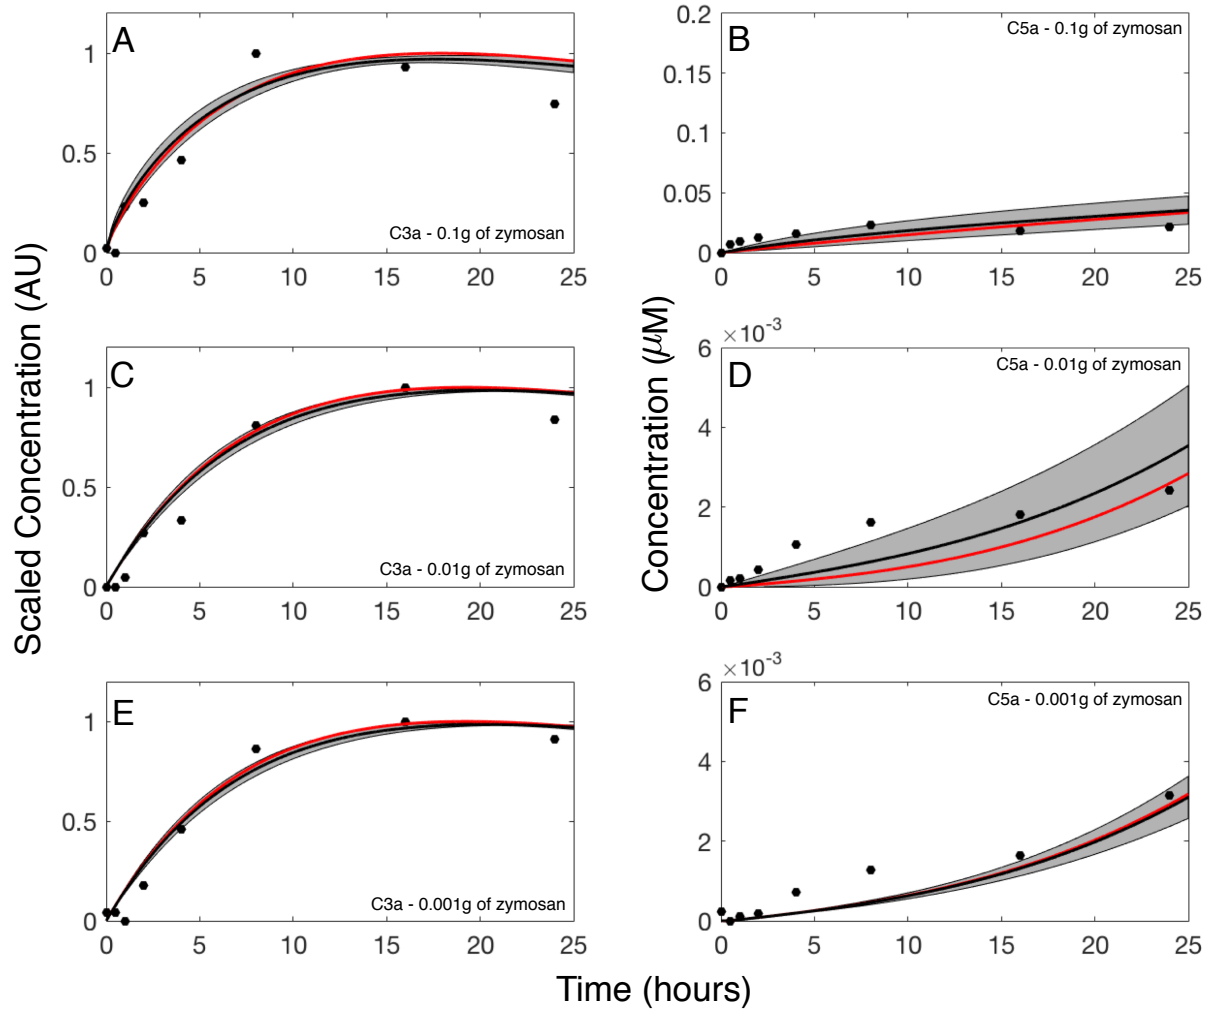 Scaled Concentration (AU)
A
1
0.5
0
C3a - 0.1g of zymosan
0 5 10 15 20 25
Concentration (μM)
B
C5a - 0.1g of zymosan
0.2
0.15
0.1
0.05
0
0 5 10 15 20 25
C
1
0.5
0
C3a - 0.01g of zymosan
0 5 10 15 20 25
×10-3
D
C5a - 0.01g of zymosan
6
4
2
0
0 5 10 15 20 25
E
1
0.5
0
C3a - 0.001g of zymosan
0 5 10 15 20 25
×10-3
F
C5a - 0.001g of zymosan
6
4
2
0
0 5 10 15 20 25
Time (hours)